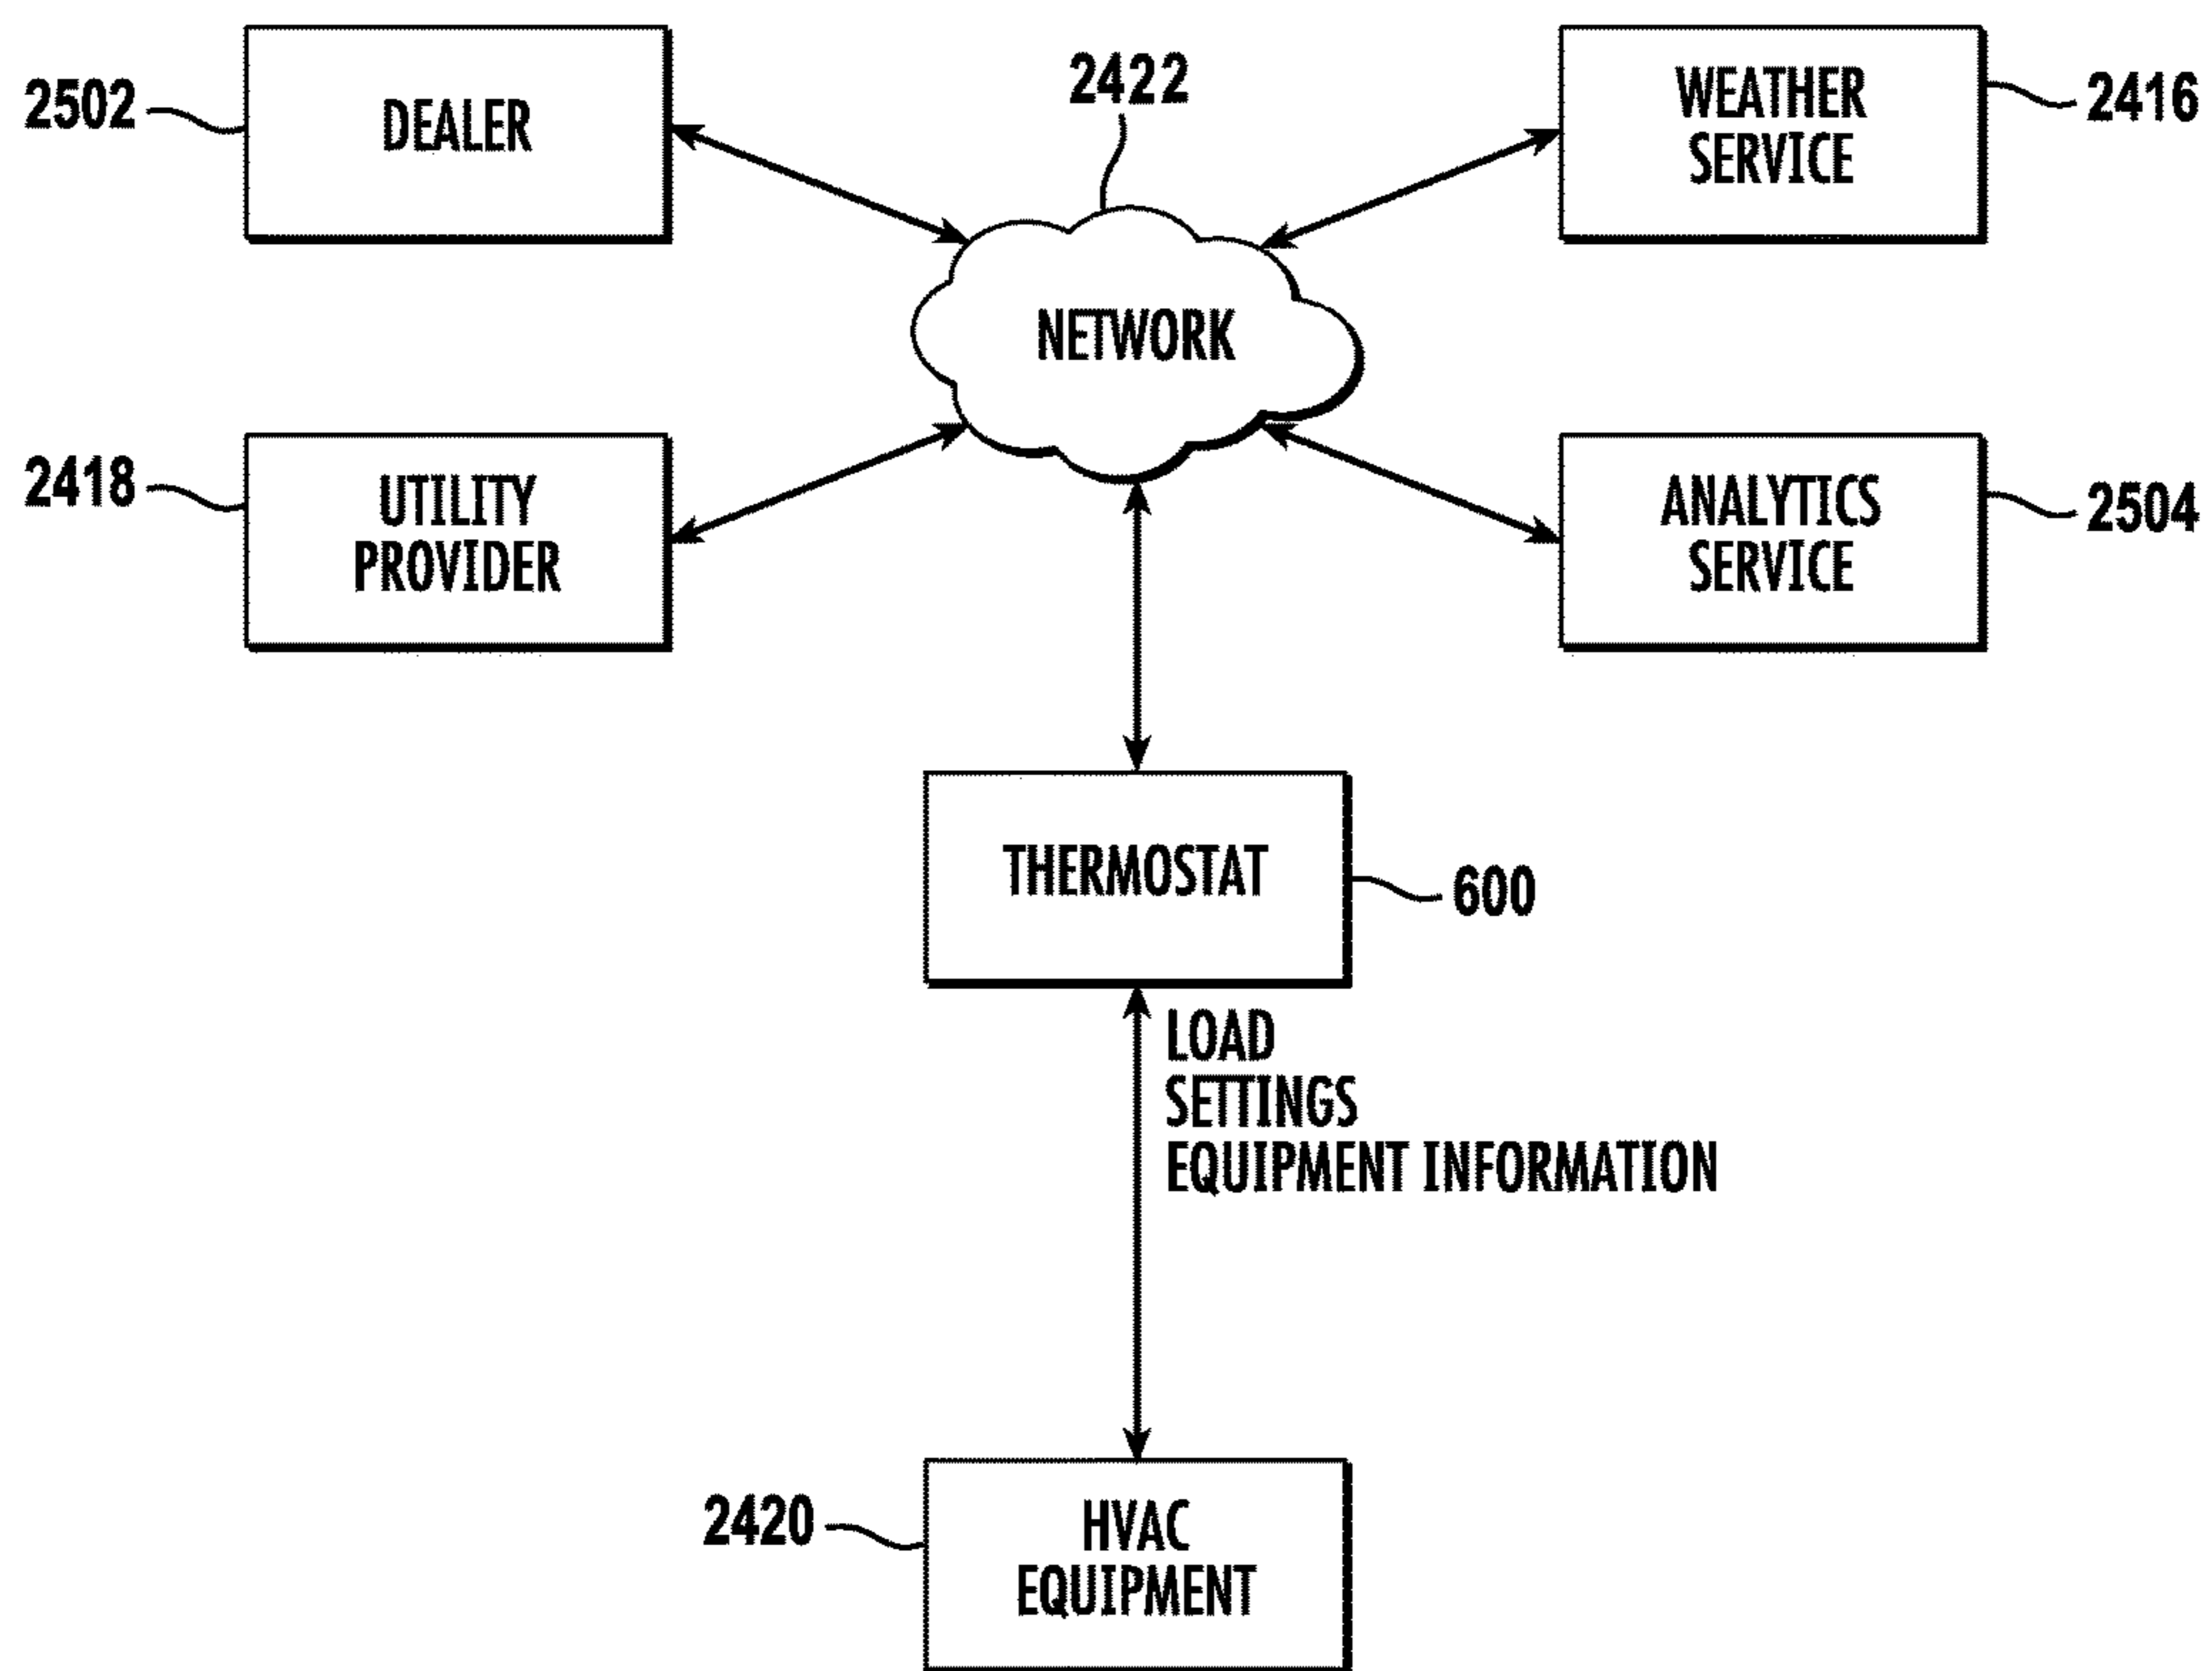 2502
DEALER
2422
WEATHER
SERVICE
2416
NETWORK
2418
UTILITY
PROVIDER
ANALYTICS
SERVICE
2504
THERMOSTAT
600
LOAD
SETTINGS
EQUIPMENT INFORMATION
2420
HVAC
EQUIPMENT